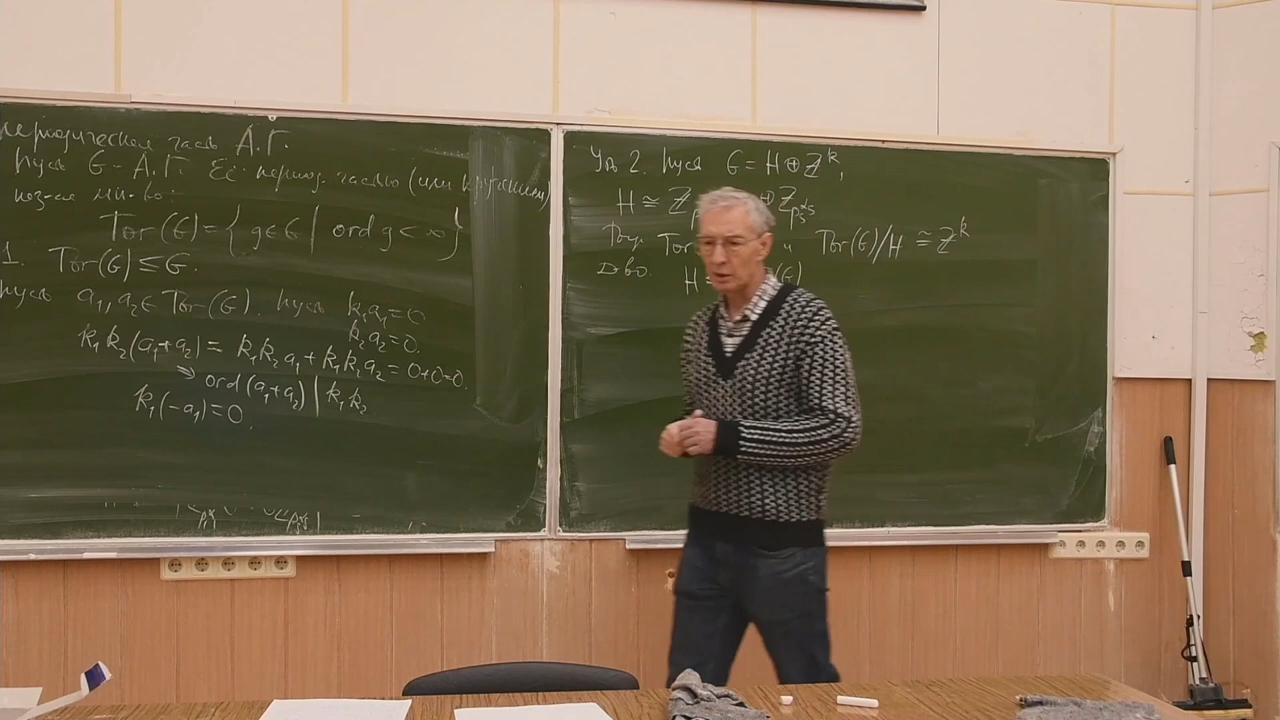 периодическая часть А.Г.
Пусть G - А.Г. Её период. частью (или кручением)
наз-ся мн-во:
Tor(G) = { g∈G | ord g < ∞ }
1. Tor(G) ≤ G.
Пусть a₁, a₂ ∈ Tor(G). Пусть k₁a₁ = 0
k₂a₂ = 0.
k₁k₂(a₁+a₂) = k₁k₂a₁ + k₁k₂a₂ = 0+0=0.
⇒ ord(a₁+a₂) | k₁k₂
k₁(-a₁) = 0.
Утв 2. Пусть G = H ⊕ ℤᵏ,
H ≅ ℤ
Тогда Tor и Tor(G)/H ≅ ℤᵏ
Док-во. H